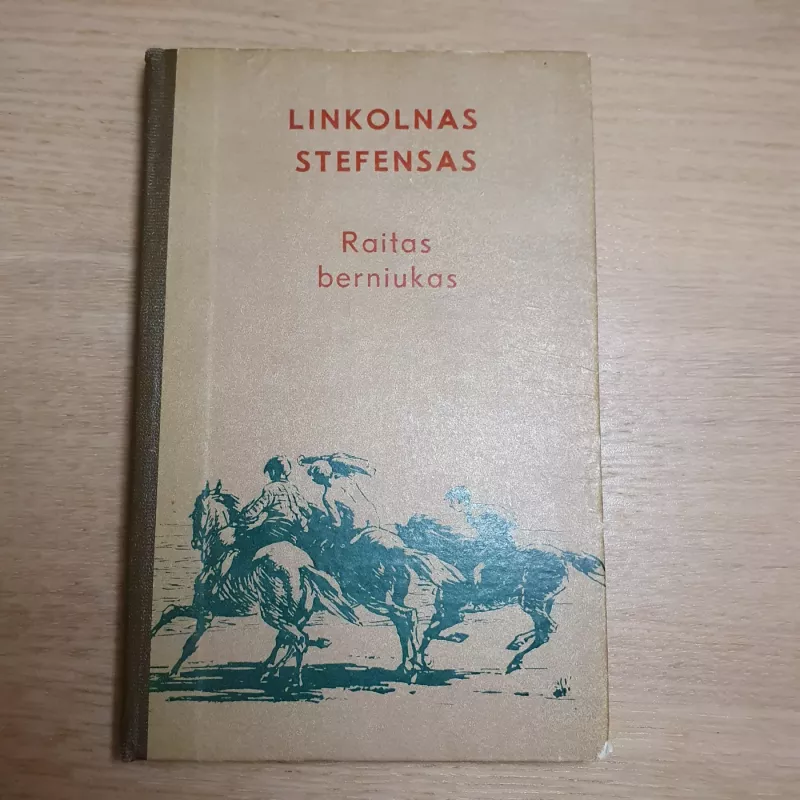 LINKOLNAS
STEFENSAS
Raitas
berniukas